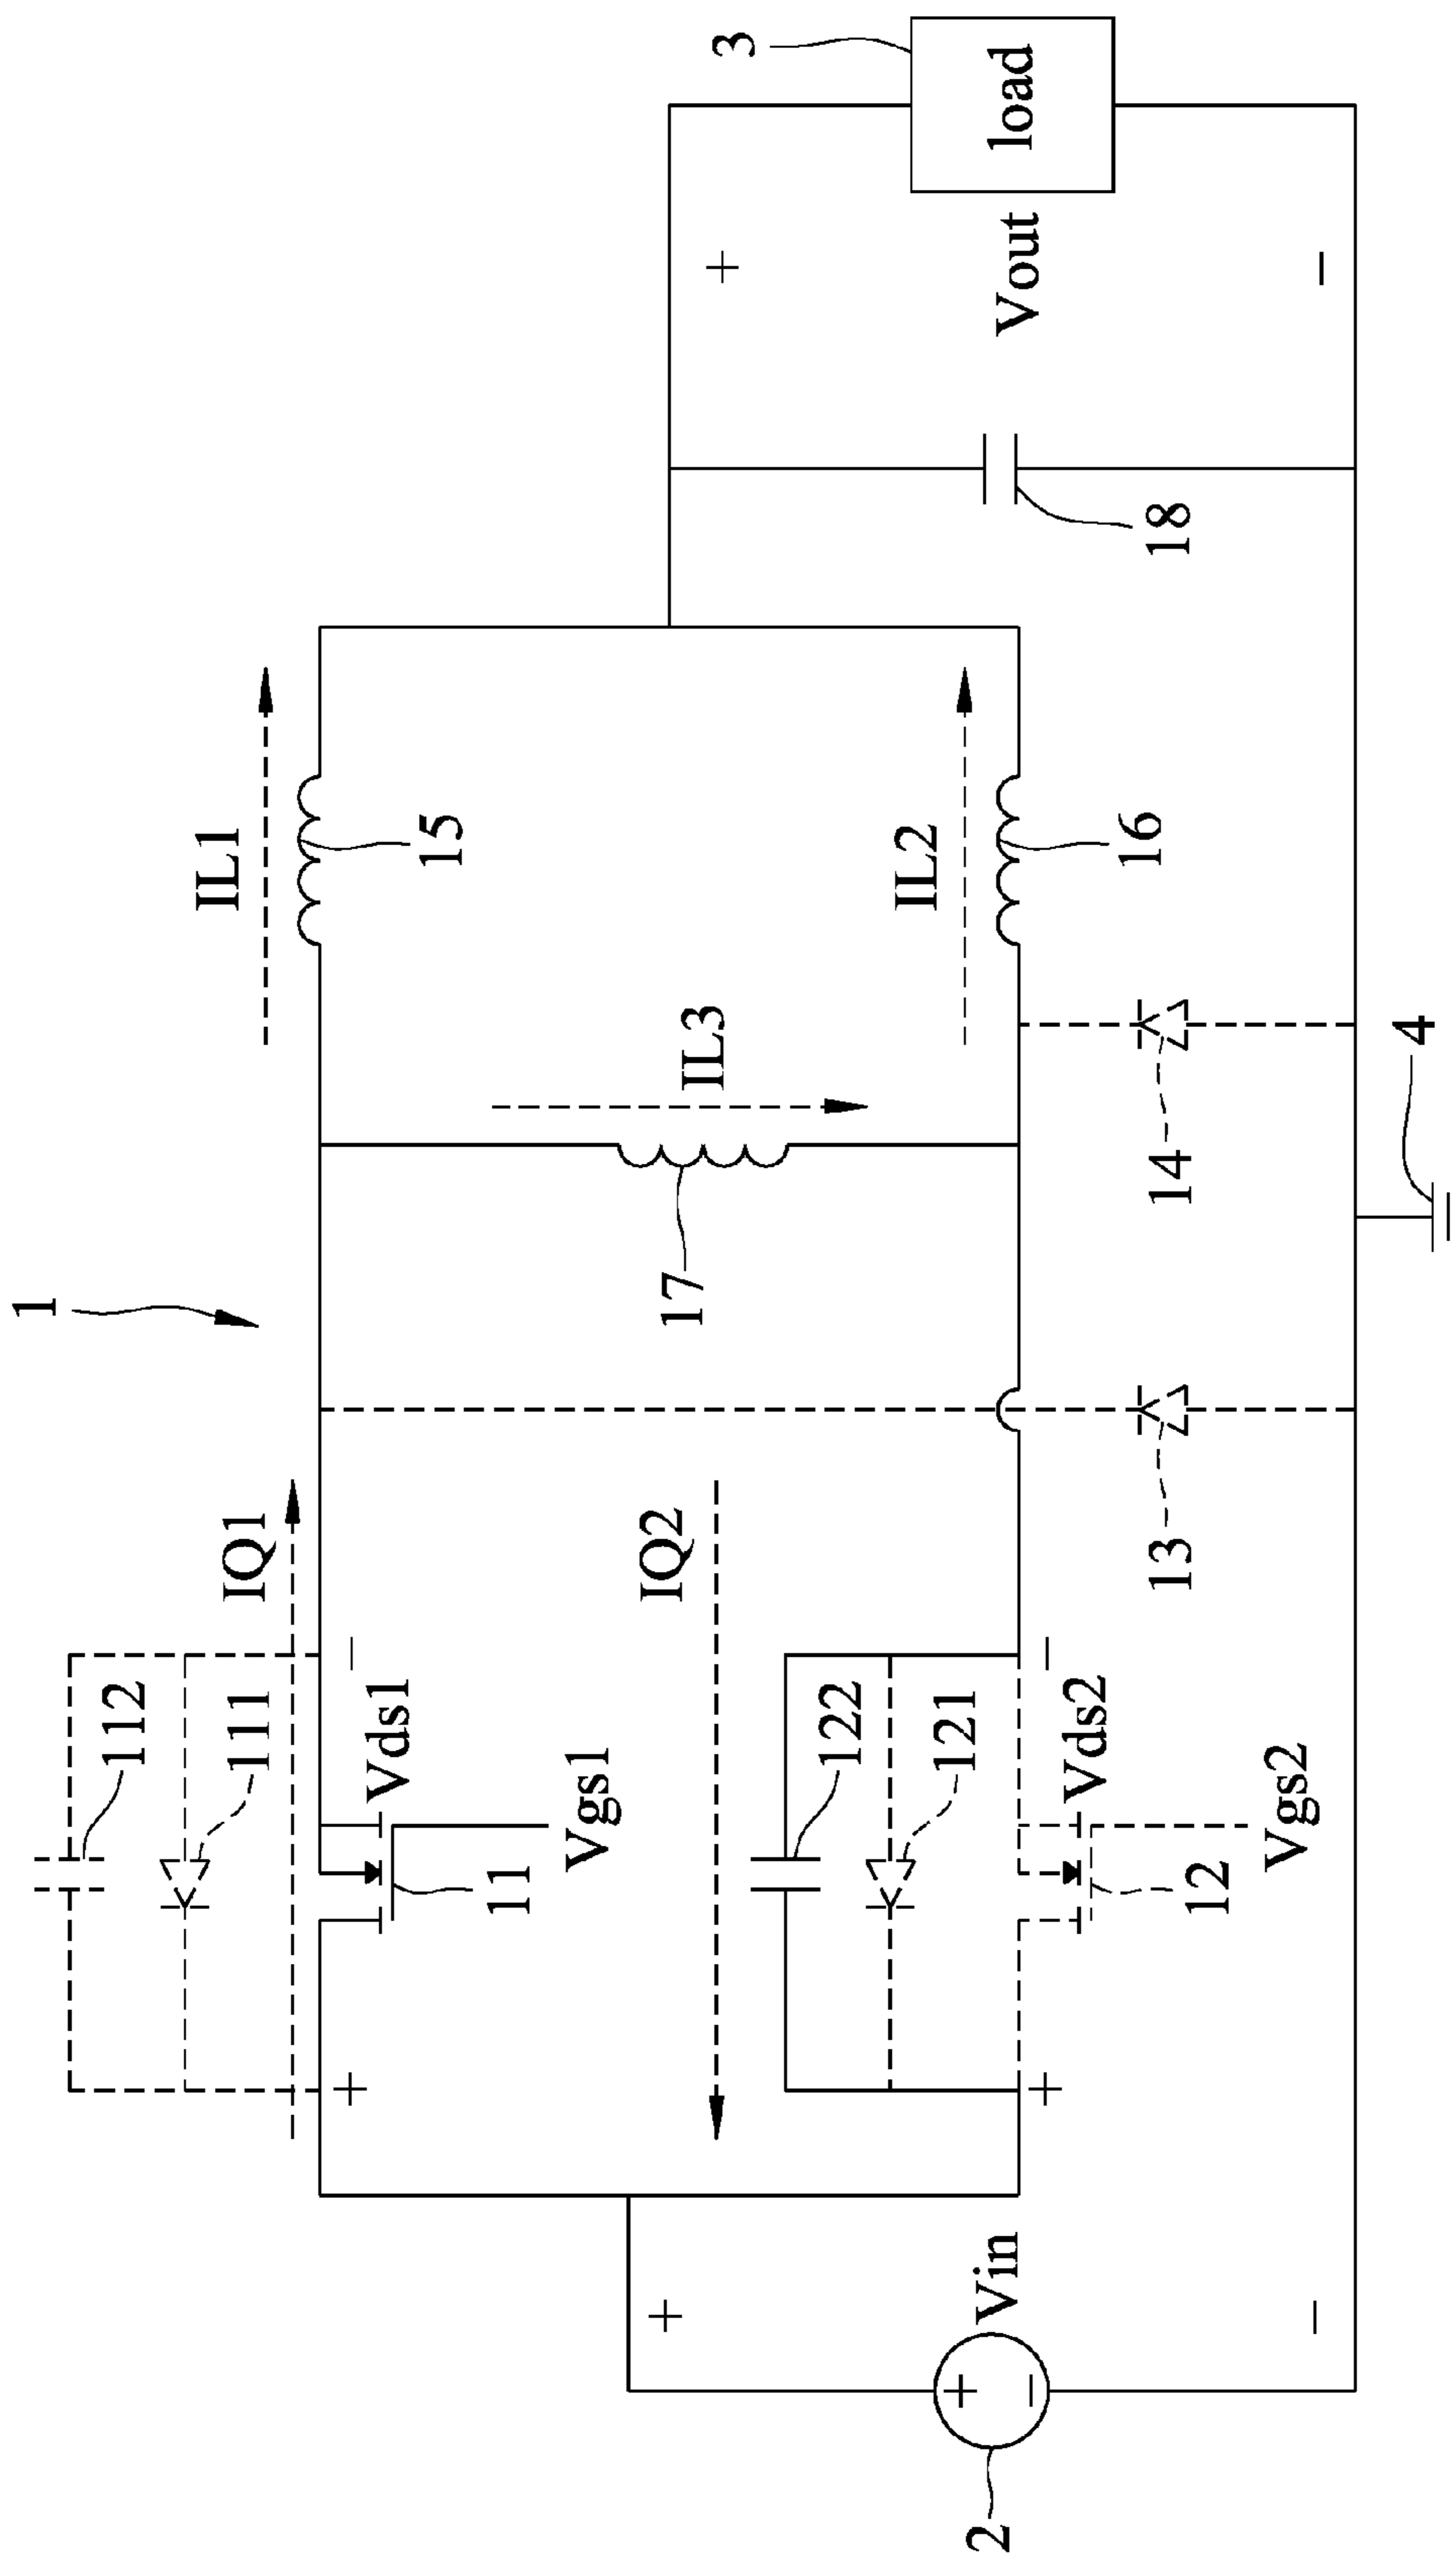 1
112
111
IQ1
IL1
Vds1
15
11
Vgs1
IQ2
17
IL3
3
load
122
121
IL2
2
Vin
+
−
+
−
+
−
+
−
Vds2
16
Vout
+
−
12
Vgs2
13
14
18
4